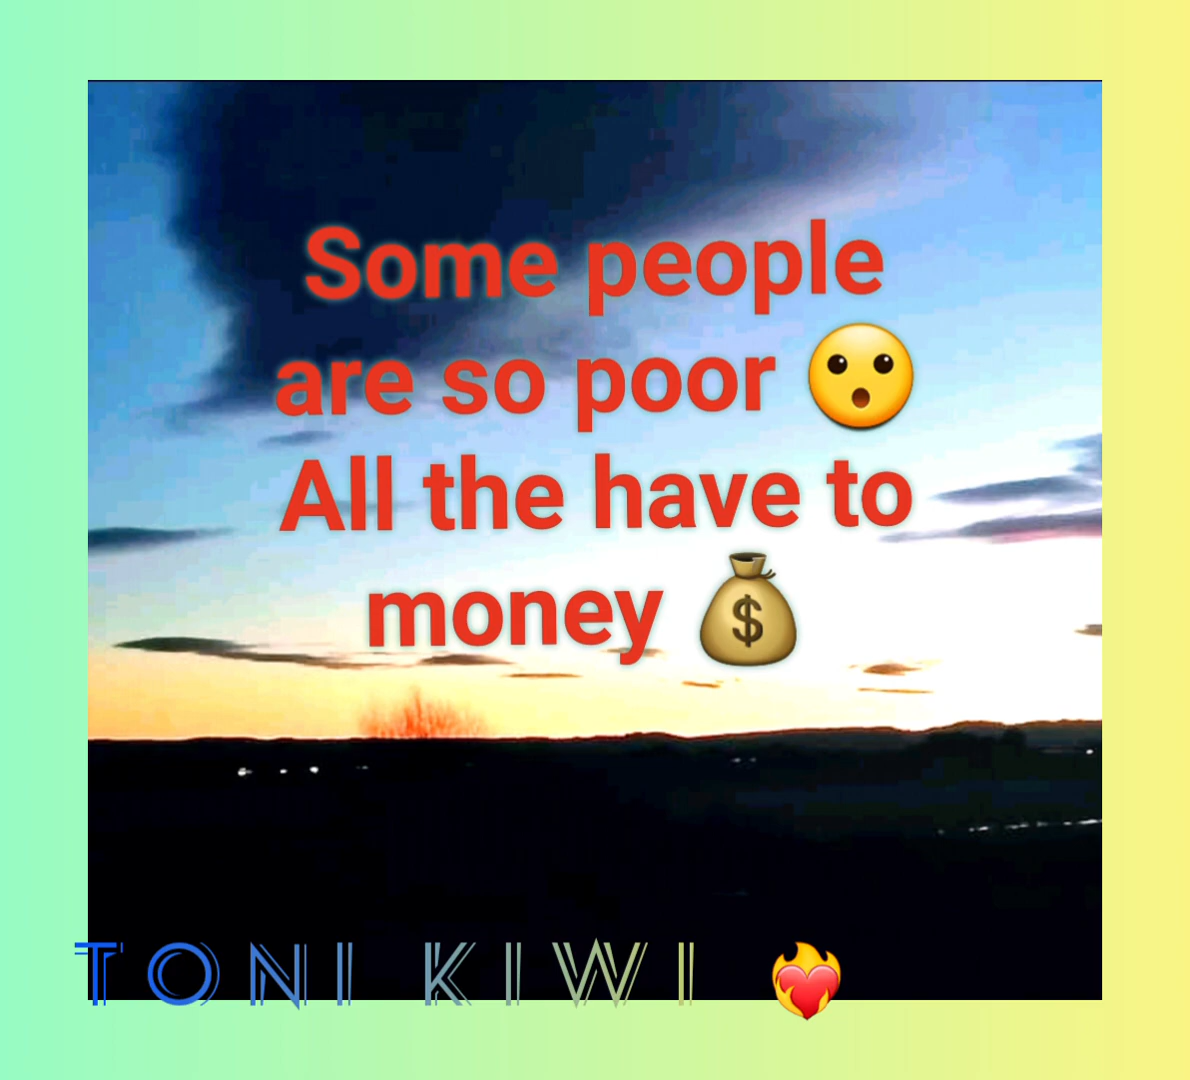 Some people
are so poor 😮
All the have to
money 💰
TONI KIWI ❤️‍🔥